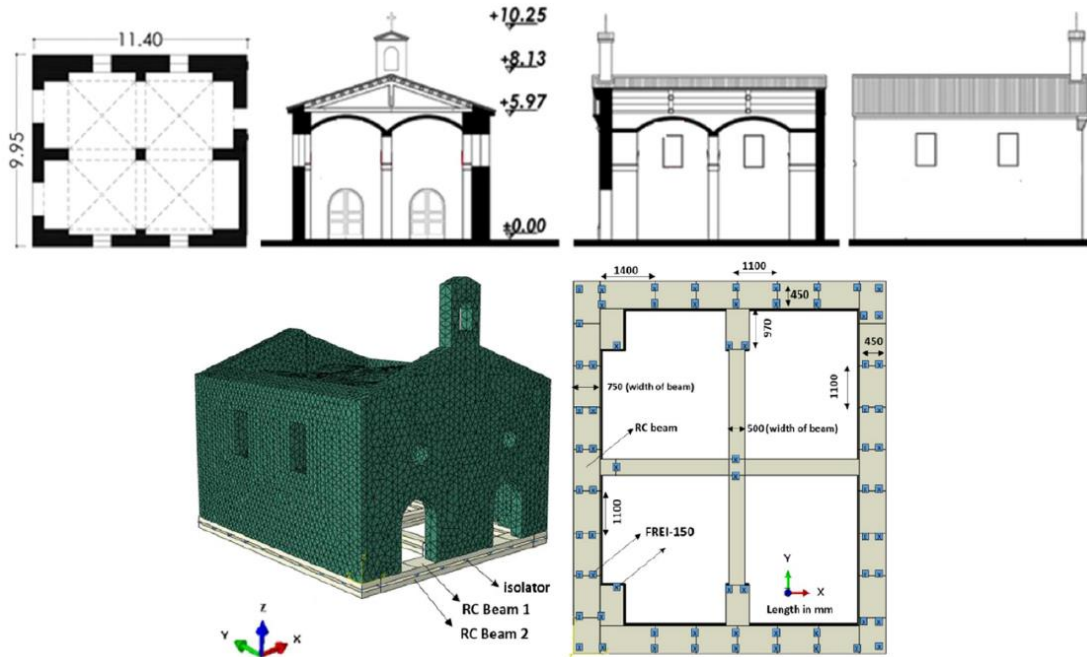 11.40
9.95
+10.25
+8.13
+5.97
+0.00
1400
1100
450
970
450
1100
750 (width of beam)
500 (width of beam)
RC beam
1100
FREI-150
Y
X
Length in mm
isolator
RC Beam 1
RC Beam 2
Z
Y
X